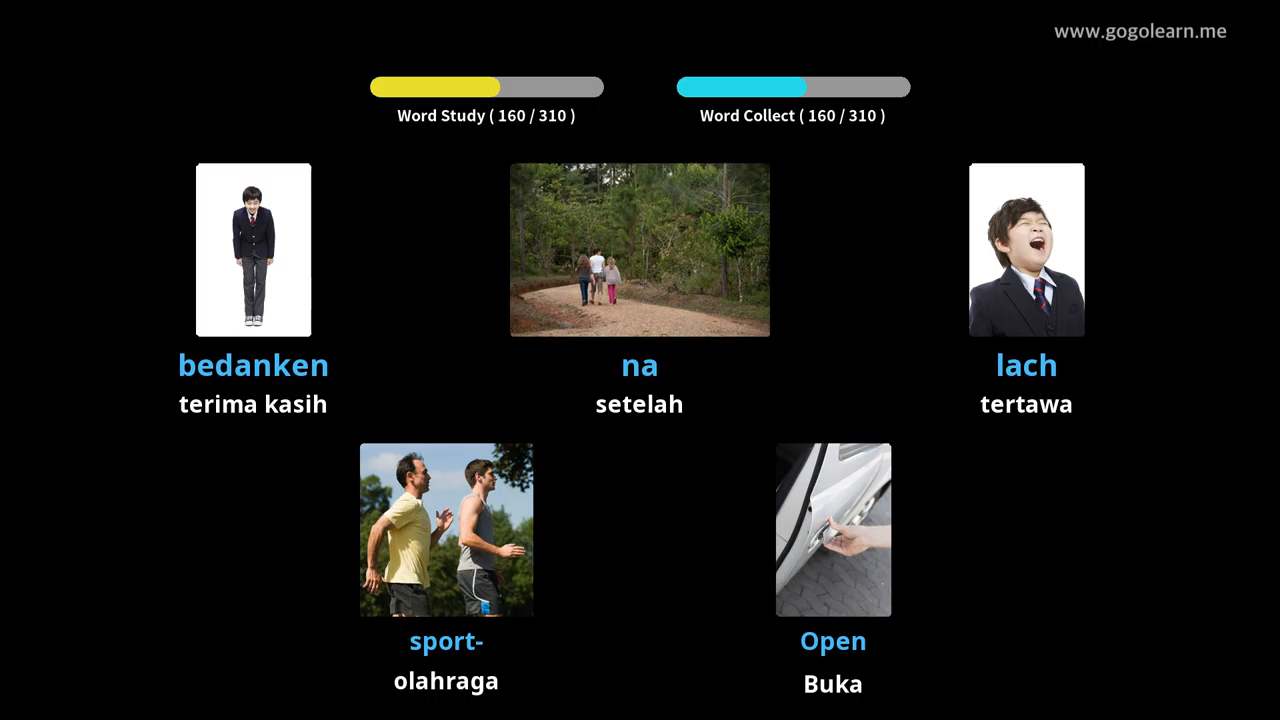 www.gogolearn.me
Word Study ( 160 / 310 )
Word Collect ( 160 / 310 )
bedanken
terima kasih
na
setelah
lach
tertawa
sport-
olahraga
Open
Buka